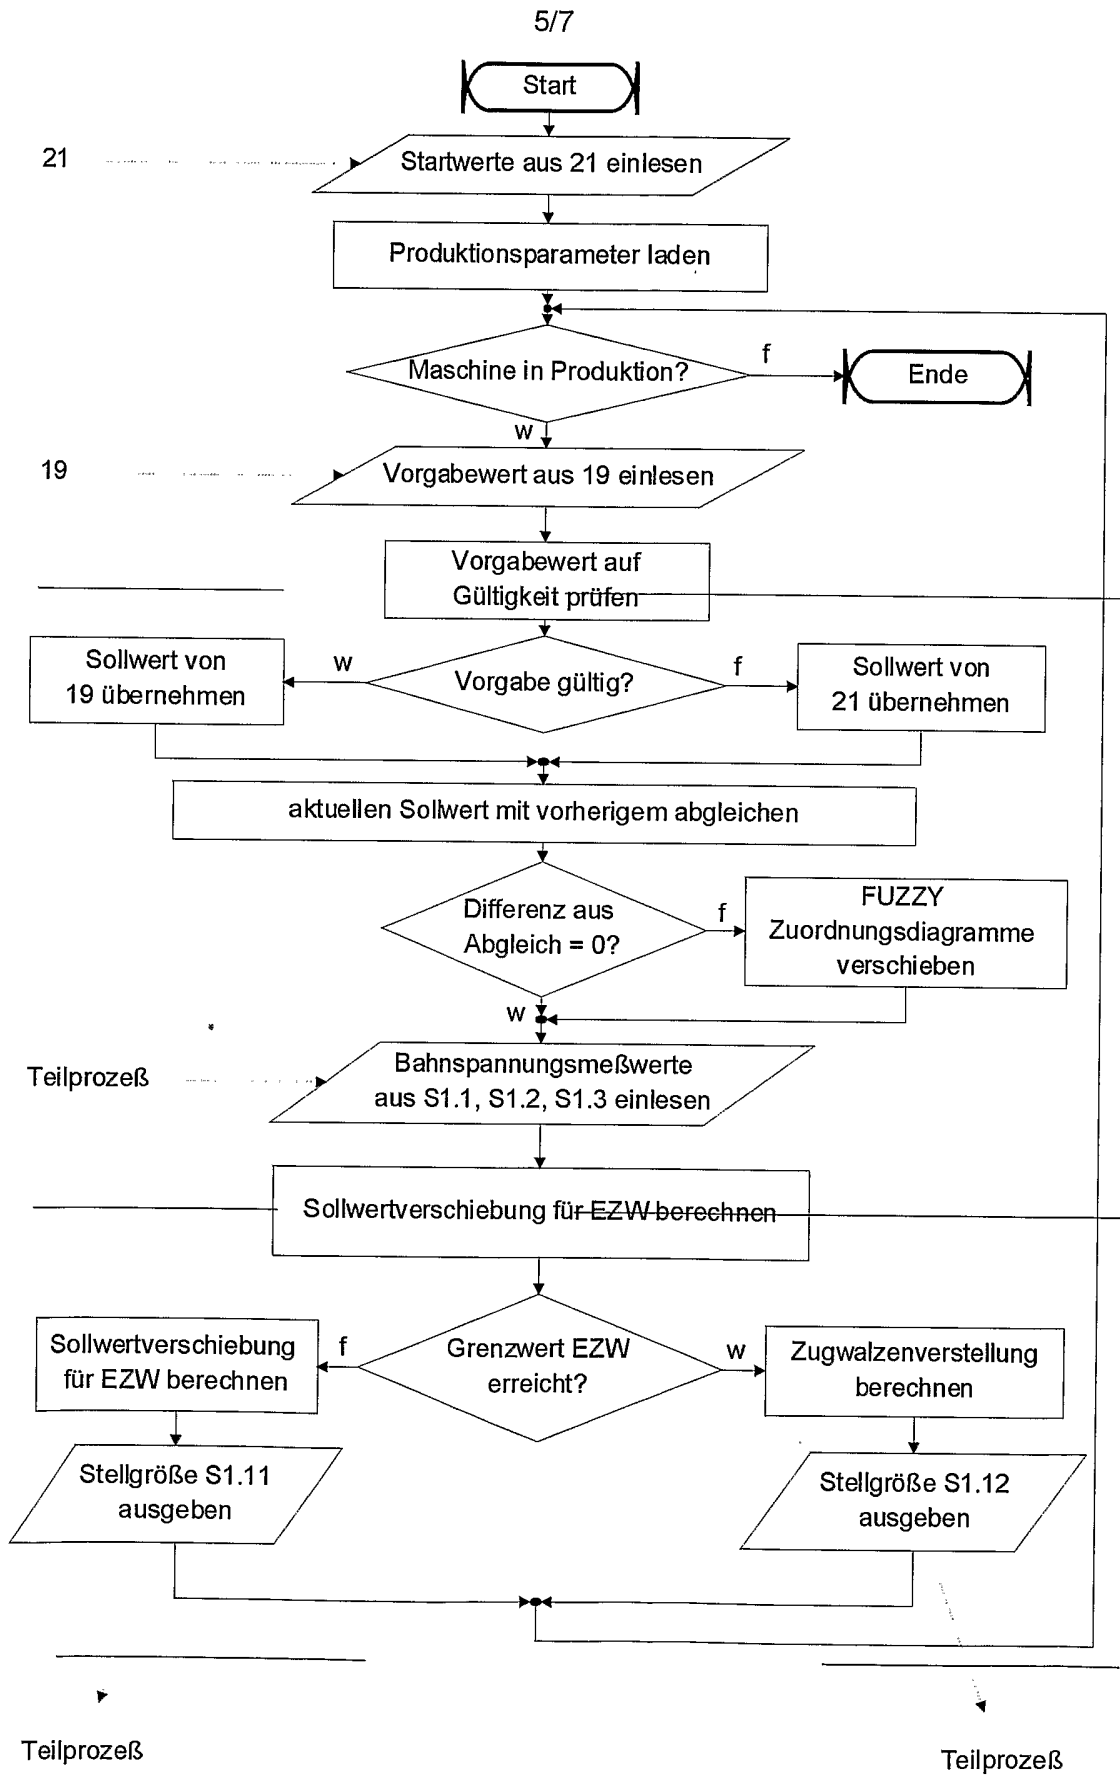 5/7
Start
21
Startwerte aus 21 einlesen
Produktionsparameter laden
Maschine in Produktion?
f
Ende
w
19
Vorgabewert aus 19 einlesen
Vorgabewert auf
Gültigkeit prüfen
Sollwert von
19 übernehmen
w
Vorgabe gültig?
f
Sollwert von
21 übernehmen
aktuellen Sollwert mit vorherigem abgleichen
Differenz aus
Abgleich = 0?
f
FUZZY
Zuordnungsdiagramme
verschieben
w
Teilprozeß
Bahnspannungsmeßwerte
aus S1.1, S1.2, S1.3 einlesen
Sollwertverschiebung für EZW berechnen
Sollwertverschiebung
für EZW berechnen
f
Grenzwert EZW
erreicht?
w
Zugwalzenverstellung
berechnen
Stellgröße S1.11
ausgeben
Stellgröße S1.12
ausgeben
Teilprozeß
Teilprozeß